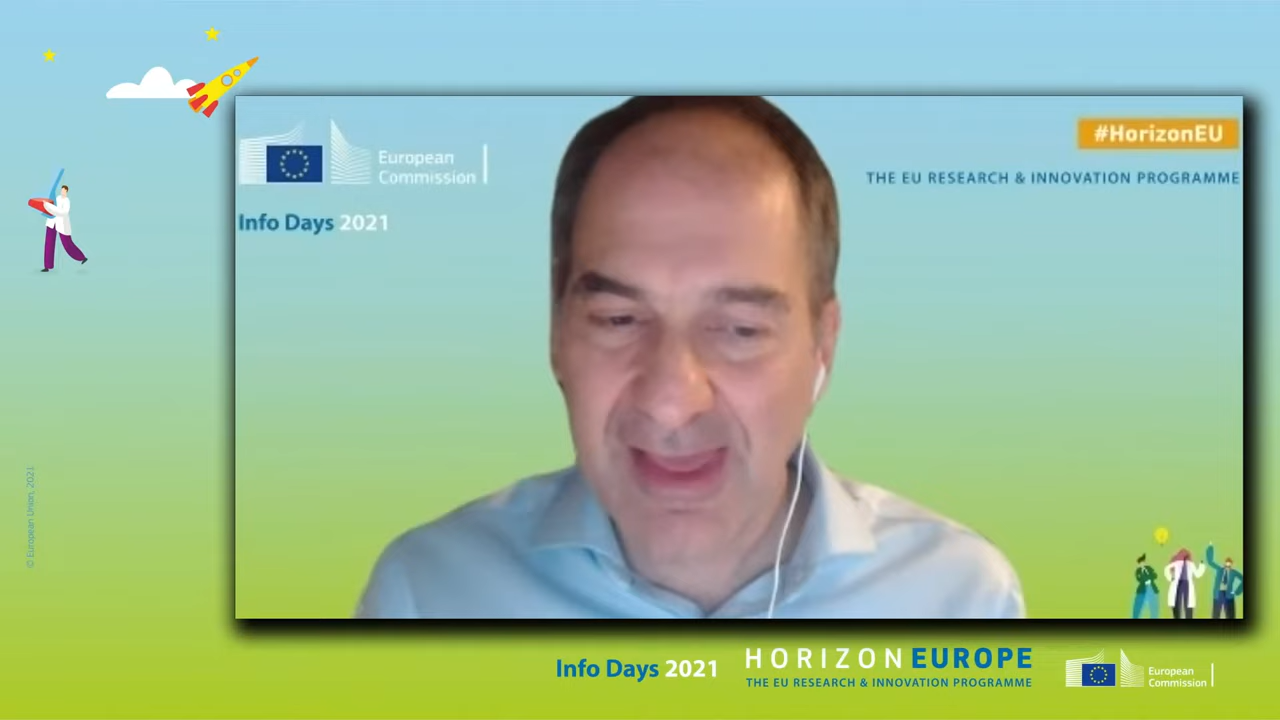 European
Commission
#HorizonEU
THE EU RESEARCH & INNOVATION PROGRAMME
Info Days 2021
© European Union, 2021
Info Days 2021
HORIZON EUROPE
THE EU RESEARCH & INNOVATION PROGRAMME
European
Commission